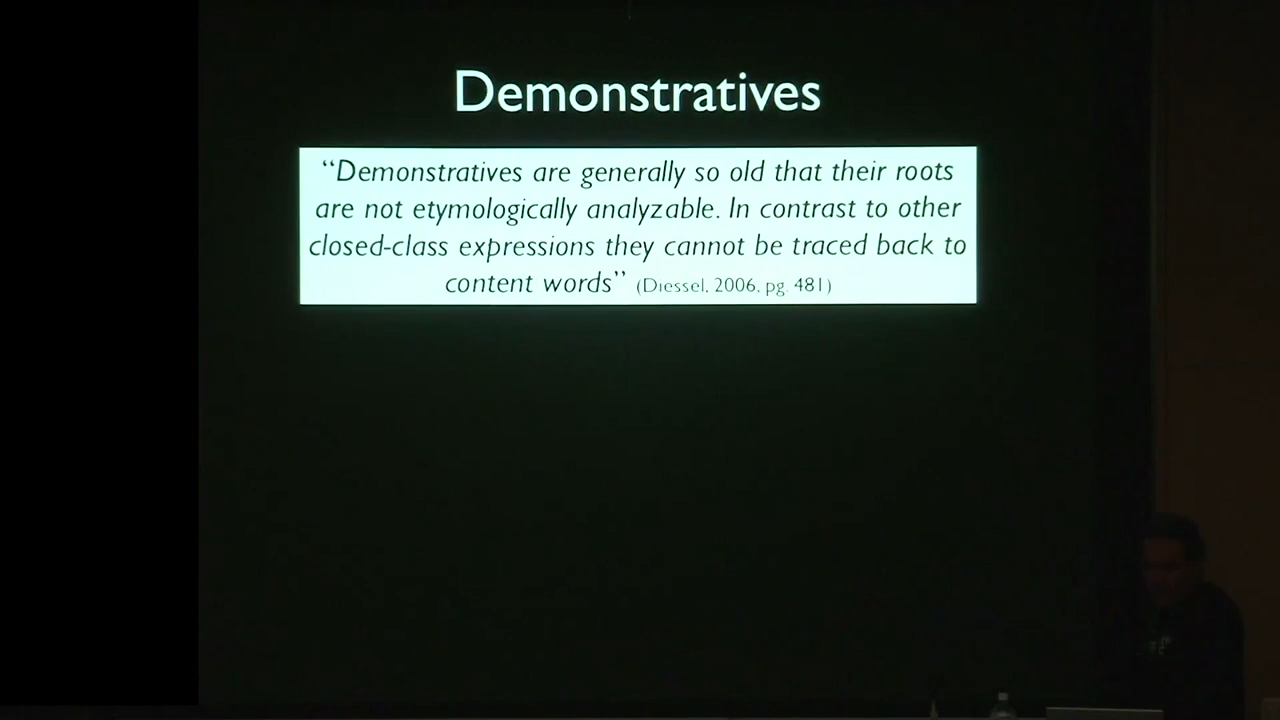 Demonstratives
“Demonstratives are generally so old that their roots
are not etymologically analyzable. In contrast to other
closed-class expressions they cannot be traced back to
content words” (Diessel, 2006, pg. 481)